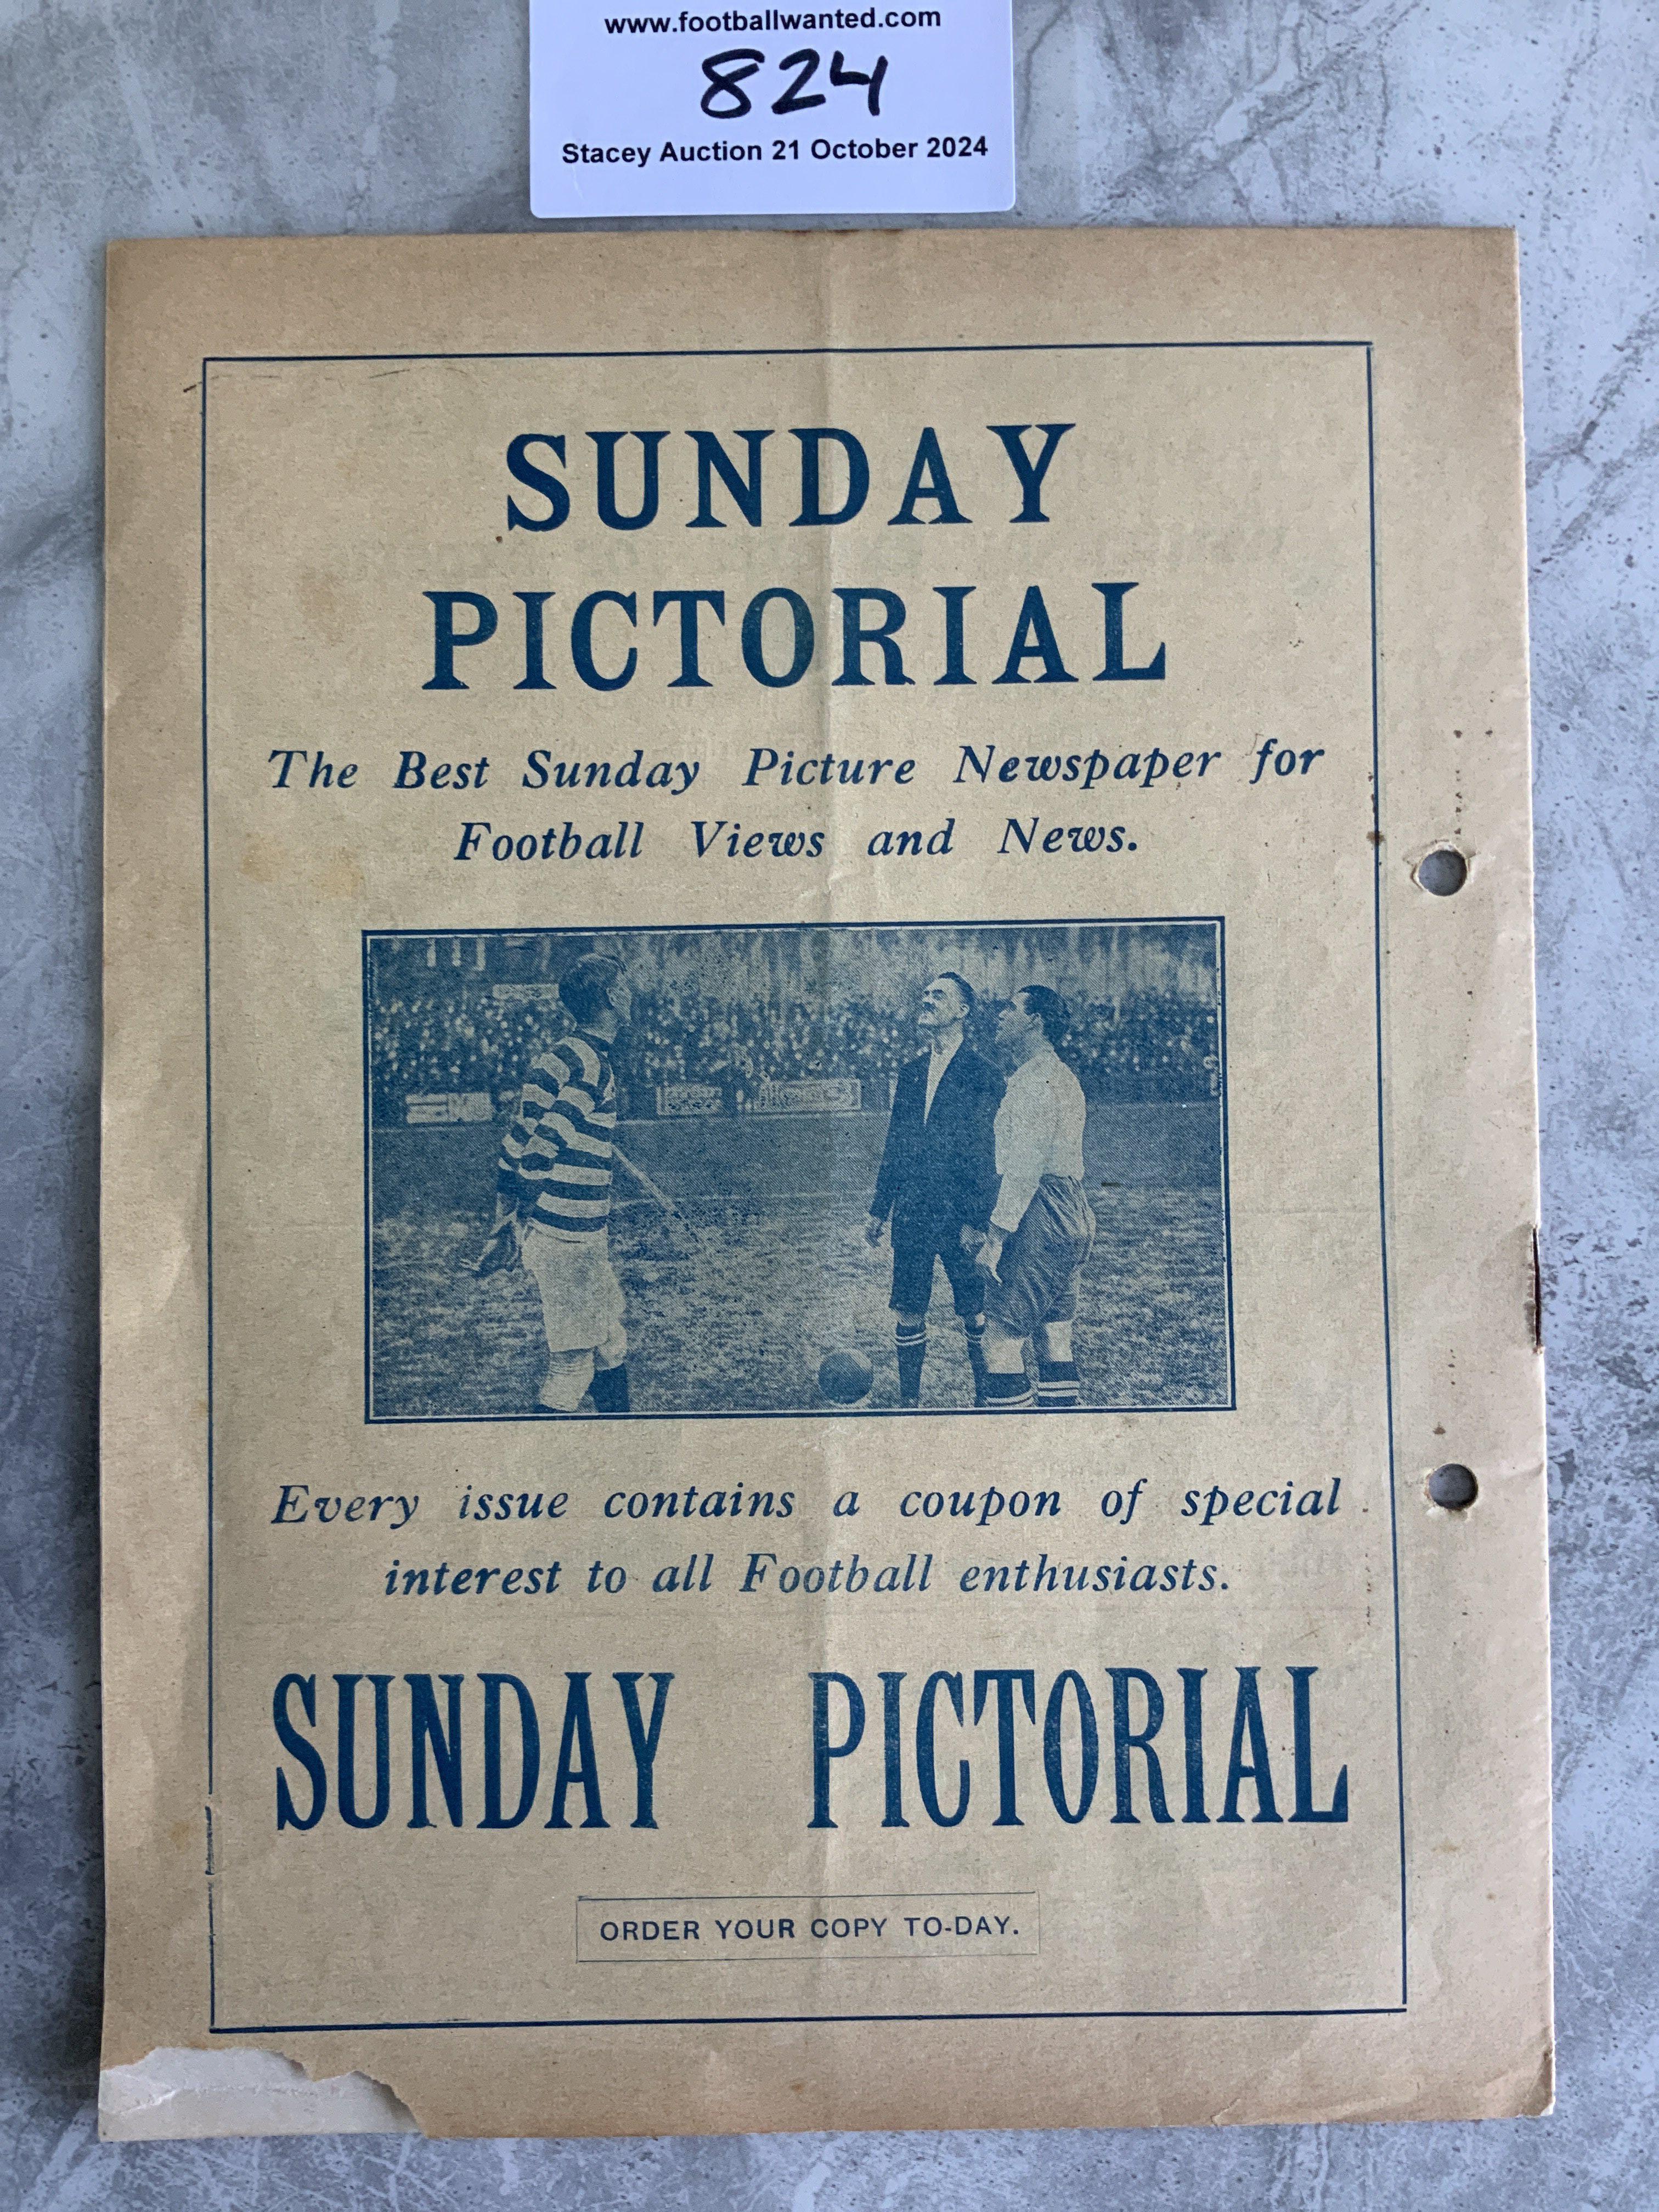 www.footballwanted.com
824
Stacey Auction 21 October 2024
SUNDAY
PICTORIAL
The Best Sunday Picture Newspaper for
Football Views and News.
Every issue contains a coupon of special
interest to all Football enthusiasts.
SUNDAY PICTORIAL
ORDER YOUR COPY TO-DAY.